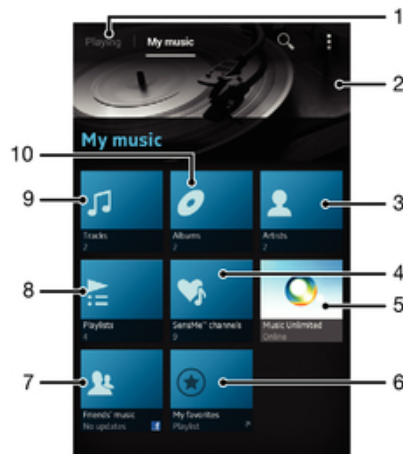 1
Playing My music
2
My music
10
9
3
Tracks Albums Artists
2 2 2
4
8
5
Playlists SensMe™ channels Music Unlimited
4 9 Online
7
6
Friends' music My favorites
No updates f Playlist